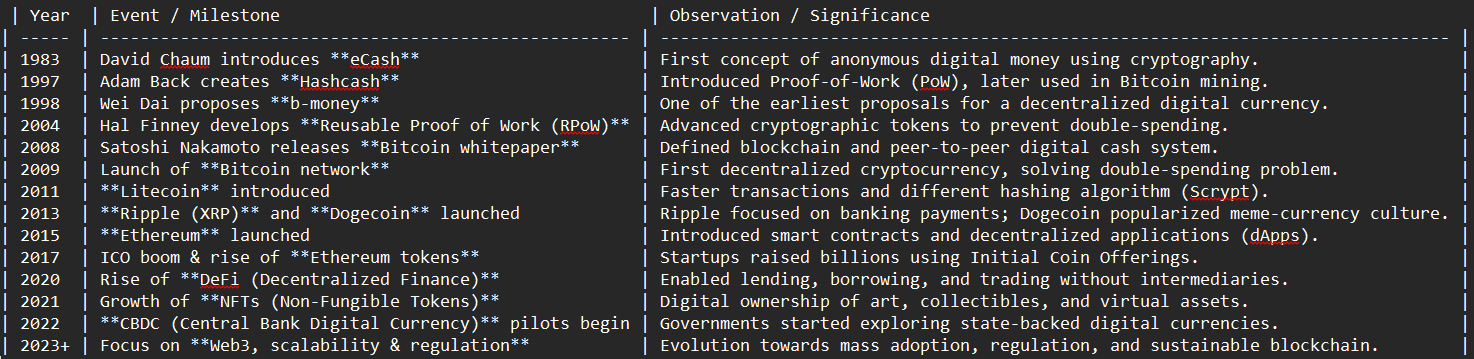 | Year | Event / Milestone | Observation / Significance
| ----- | ----------------------------------------------------- | ------------------------------------------------------------------------------- |
| 1983 | David Chaum introduces **eCash** | First concept of anonymous digital money using cryptography. |
| 1997 | Adam Back creates **Hashcash** | Introduced Proof-of-Work (PoW), later used in Bitcoin mining. |
| 1998 | Wei Dai proposes **b-money** | One of the earliest proposals for a decentralized digital currency. |
| 2004 | Hal Finney develops **Reusable Proof of Work (RPoW)** | Advanced cryptographic tokens to prevent double-spending. |
| 2008 | Satoshi Nakamoto releases **Bitcoin whitepaper** | Defined blockchain and peer-to-peer digital cash system. |
| 2009 | Launch of **Bitcoin network** | First decentralized cryptocurrency, solving double-spending problem. |
| 2011 | **Litecoin** introduced | Faster transactions and different hashing algorithm (Scrypt). |
| 2013 | **Ripple (XRP)** and **Dogecoin** launched | Ripple focused on banking payments; Dogecoin popularized meme-currency culture. |
| 2015 | **Ethereum** launched | Introduced smart contracts and decentralized applications (dApps). |
| 2017 | ICO boom & rise of **Ethereum tokens** | Startups raised billions using Initial Coin Offerings. |
| 2020 | Rise of **DeFi (Decentralized Finance)** | Enabled lending, borrowing, and trading without intermediaries. |
| 2021 | Growth of **NFTs (Non-Fungible Tokens)** | Digital ownership of art, collectibles, and virtual assets. |
| 2022 | **CBDC (Central Bank Digital Currency)** pilots begin | Governments started exploring state-backed digital currencies. |
| 2023+ | Focus on **Web3, scalability & regulation** | Evolution towards mass adoption, regulation, and sustainable blockchain. |